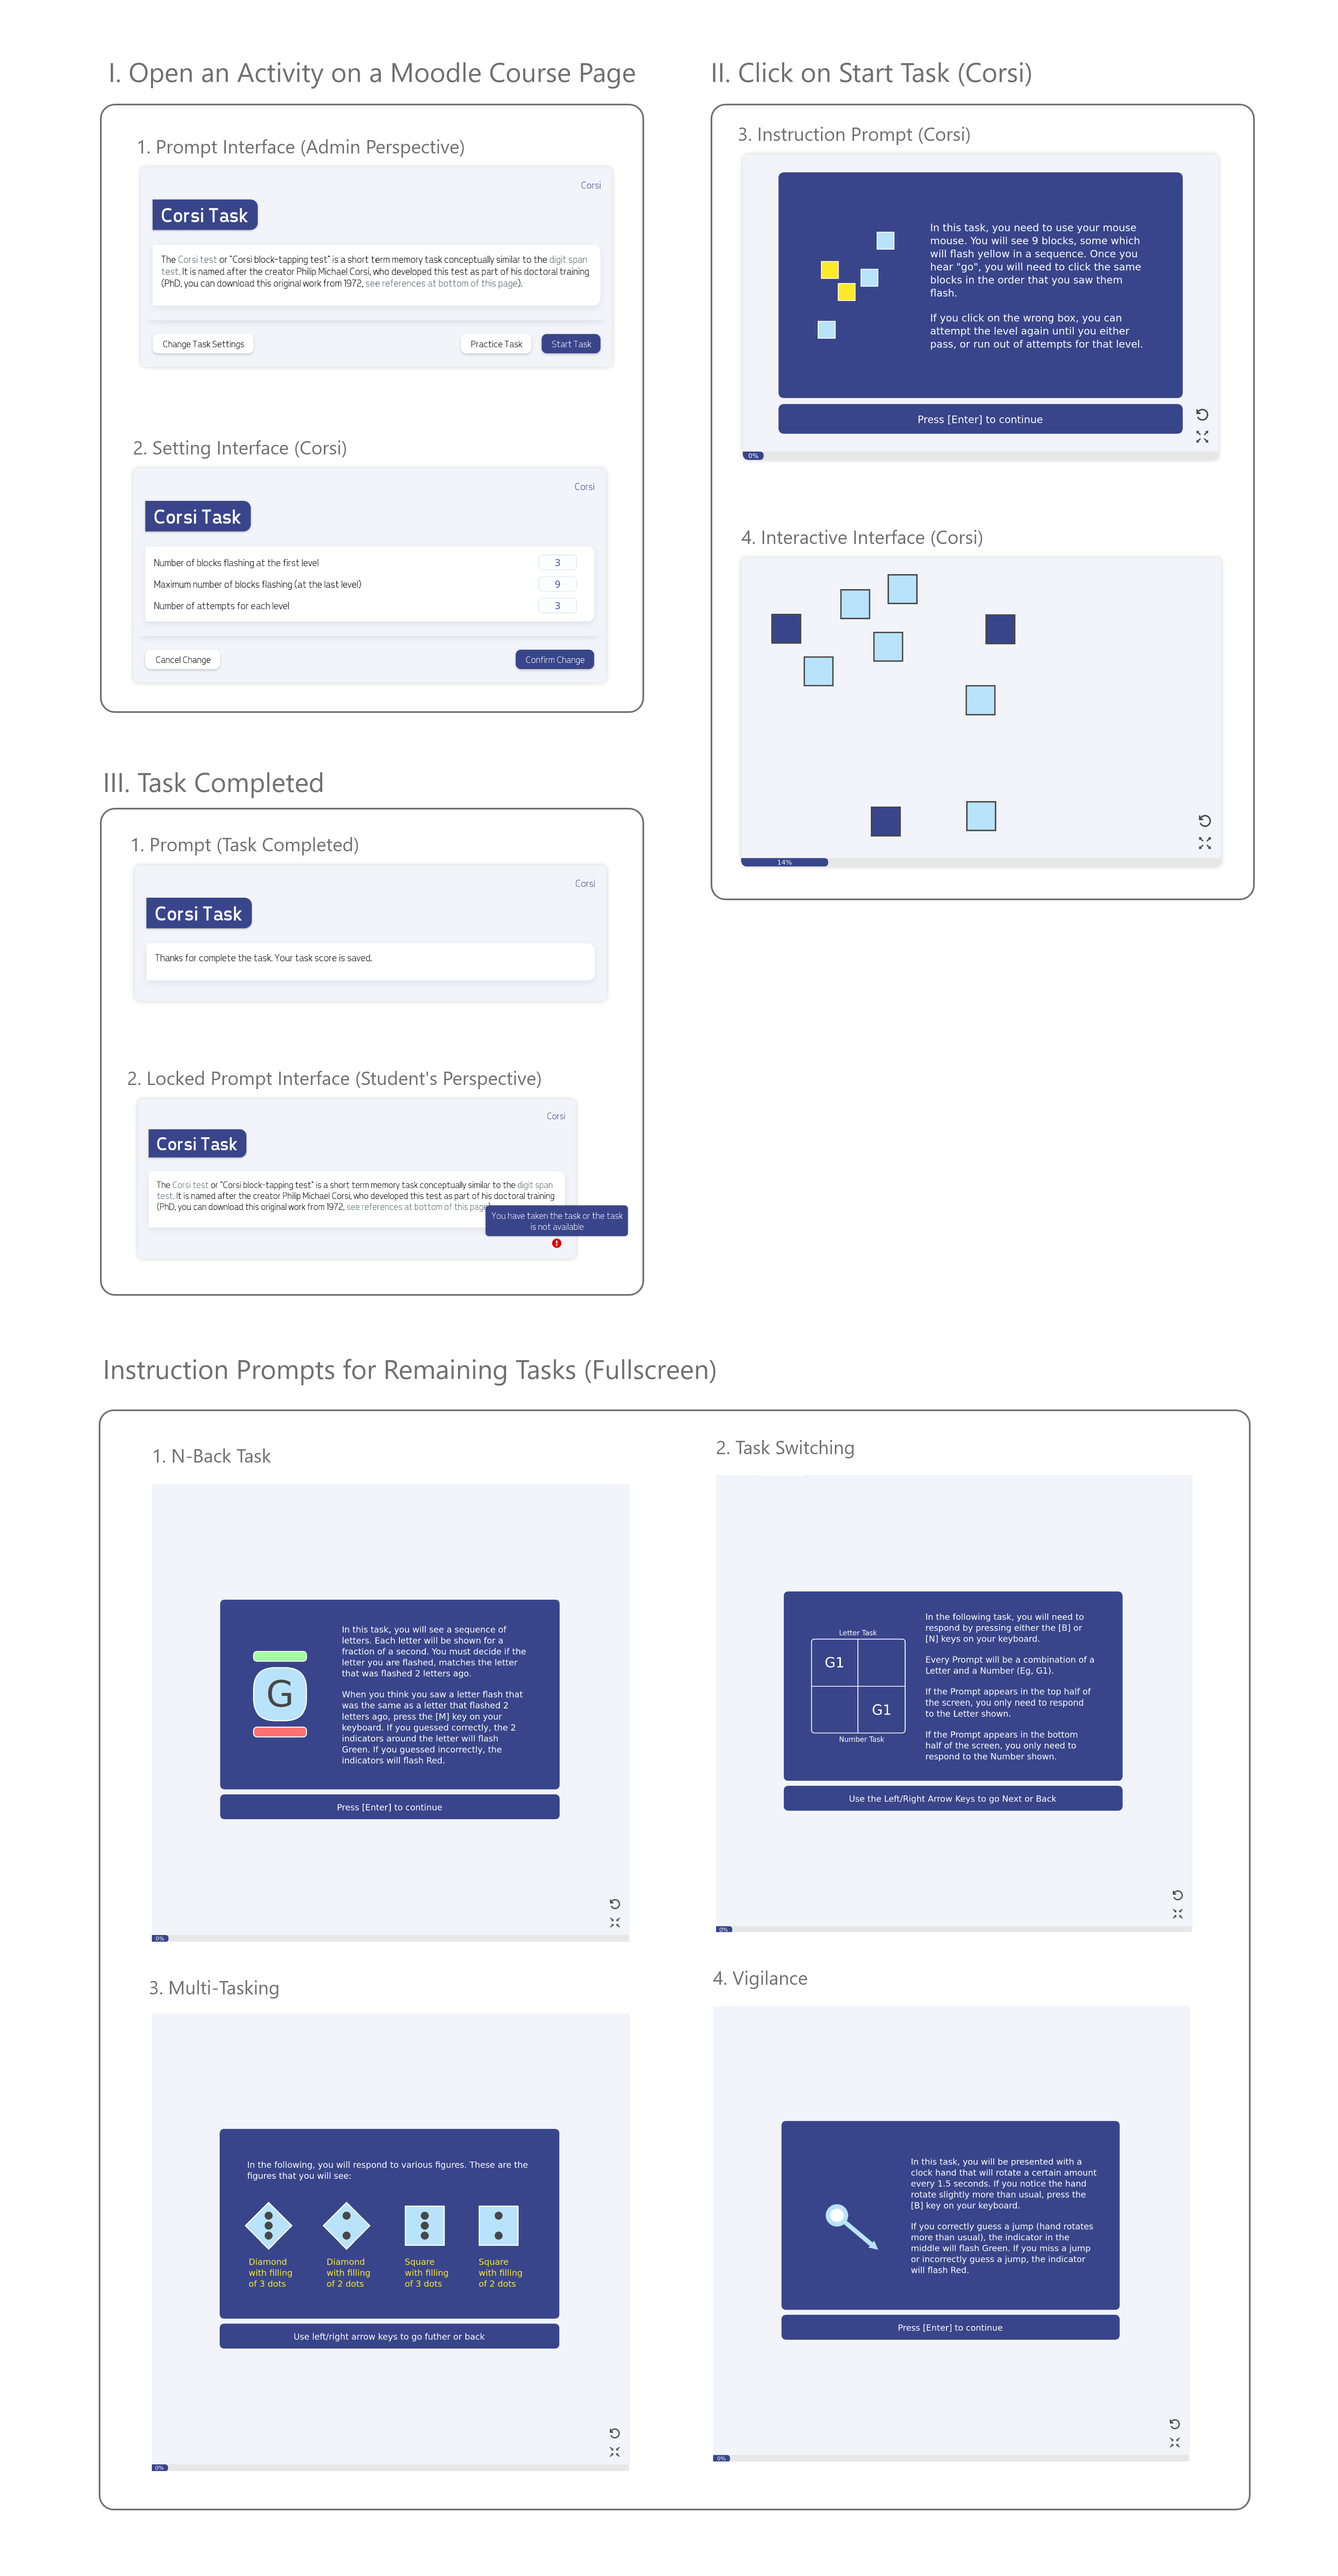 I. Open an Activity on a Moodle Course Page
1. Prompt Interface (Admin Perspective)
Corsi
Corsi Task
The Corsi test or "Corsi block-tapping test" is a short term memory task conceptually similar to the digit span
test. It is named after the creator Philip Michael Corsi, who developed this test as part of his doctoral training
(PhD, you can download this original work from 1972, see references at bottom of this page).
Change Task Settings
Practice Task
Start Task
2. Setting Interface (Corsi)
Corsi
Corsi Task
Number of blocks flashing at the first level 3
Maximum number of blocks flashing (at the last level) 9
Number of attempts for each level 3
Cancel Change
Confirm Change
II. Click on Start Task (Corsi)
3. Instruction Prompt (Corsi)
In this task, you need to use your mouse
mouse. You will see 9 blocks, some which
will flash yellow in a sequence. Once you
hear "go", you will need to click the same
blocks in the order that you saw them
flash.
If you click on the wrong box, you can
attempt the level again until you either
pass, or run out of attempts for that level.
Press [Enter] to continue
0%
4. Interactive Interface (Corsi)
14%
III. Task Completed
1. Prompt (Task Completed)
Corsi
Corsi Task
Thanks for complete the task. Your task score is saved.
2. Locked Prompt Interface (Student's Perspective)
Corsi
Corsi Task
The Corsi test or "Corsi block-tapping test" is a short term memory task conceptually similar to the digit span
test. It is named after the creator Philip Michael Corsi, who developed this test as part of his doctoral training
(PhD, you can download this original work from 1972, see references at bottom of this page
You have taken the task or the task
is not available
Instruction Prompts for Remaining Tasks (Fullscreen)
1. N-Back Task
G
In this task, you will see a sequence of
letters. Each letter will be shown for a
fraction of a second. You must decide if the
letter you are flashed, matches the letter
that was flashed 2 letters ago.
When you think you saw a letter flash that
was the same as a letter that flashed 2
letters ago, press the [M] key on your
keyboard. If you guessed correctly, the 2
indicators around the letter will flash
Green. If you guessed incorrectly, the
indicators will flash Red.
Press [Enter] to continue
0%
2. Task Switching
Letter Task
G1
G1
Number Task
In the following task, you will need to
respond by pressing either the [B] or
[N] keys on your keyboard.
Every Prompt will be a combination of a
Letter and a Number (Eg, G1).
If the Prompt appears in the top half of
the screen, you only need to respond
to the Letter shown.
If the Prompt appears in the bottom
half of the screen, you only need to
respond to the Number shown.
Use the Left/Right Arrow Keys to go Next or Back
0%
3. Multi-Tasking
In the following, you will respond to various figures. These are the
figures that you will see:
Diamond
with filling
of 3 dots
Diamond
with filling
of 2 dots
Square
with filling
of 3 dots
Square
with filling
of 2 dots
Use left/right arrow keys to go futher or back
0%
4. Vigilance
In this task, you will be presented with a
clock hand that will rotate a certain amount
every 1.5 seconds. If you notice the hand
rotate slightly more than usual, press the
[B] key on your keyboard.
If you correctly guess a jump (hand rotates
more than usual), the indicator in the
middle will flash Green. If you miss a jump
or incorrectly guess a jump, the indicator
will flash Red.
Press [Enter] to continue
0%